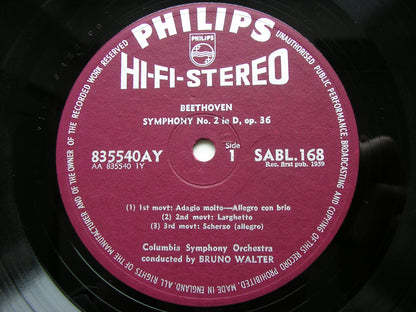 PHILIPS
PHILIPS
HI-FI-STEREO
BEETHOVEN
SYMPHONY No. 2 in D, op. 36
835540AY
AA 835540 1Y
Side
1
SABL.168
Rec. first pub. 1959
(1) 1st movt: Adagio molto—Allegro con brio
(2) 2nd movt: Larghetto
(3) 3rd movt: Scherzo (allegro)
Columbia Symphony Orchestra
conducted by BRUNO WALTER
ALL RIGHTS OF THE MANUFACTURER AND OF THE OWNER OF THE RECORDED WORK RESERVED
UNAUTHORISED PUBLIC PERFORMANCE, BROADCASTING AND COPYING OF THIS RECORD PROHIBITED. MADE IN ENGLAND.